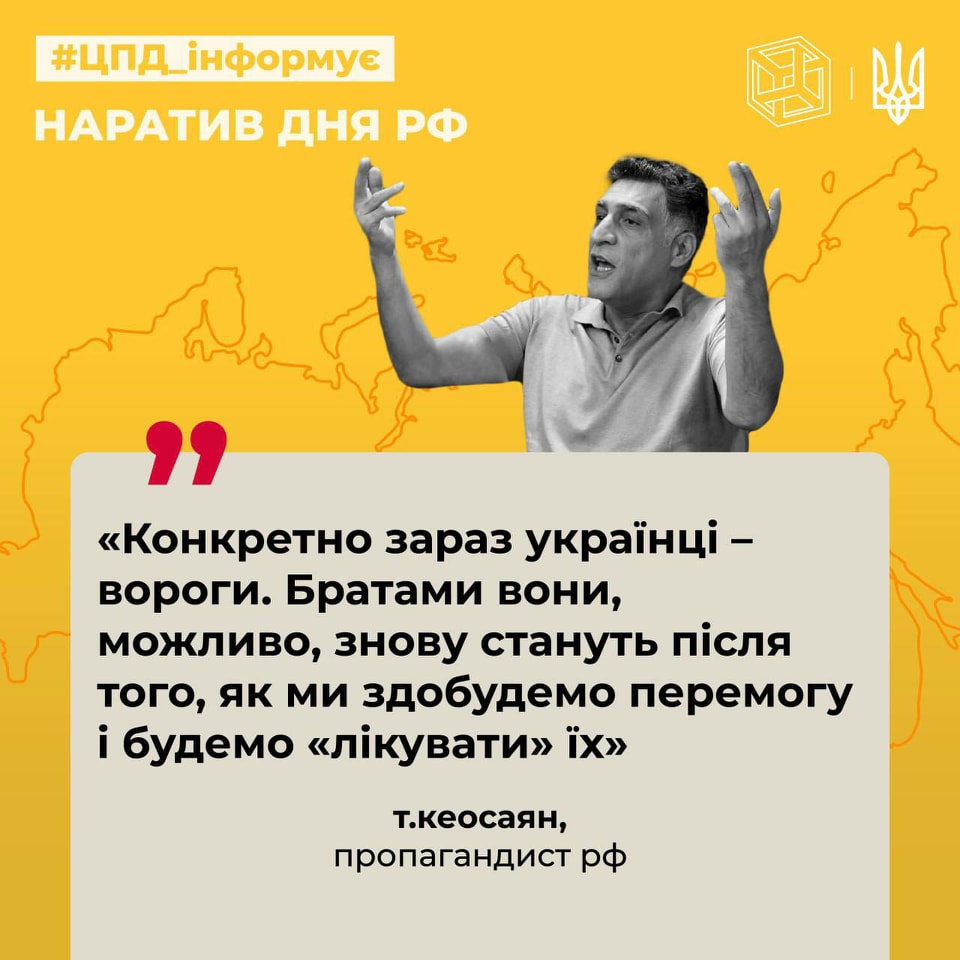 #ЦПД_інформує
НАРАТИВ ДНЯ РФ
«Конкретно зараз українці –
вороги. Братами вони,
можливо, знову стануть після
того, як ми здобудемо перемогу
і будемо «лікувати» їх»
т.кеосаян,
пропагандист рф